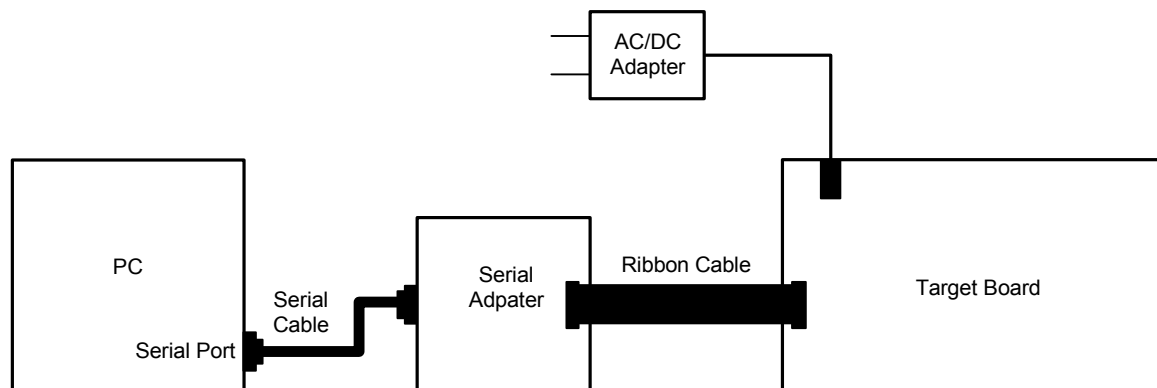 AC/DC
Adapter
PC
Serial
Cable
Serial Port
Serial
Adpater
Ribbon Cable
Target Board